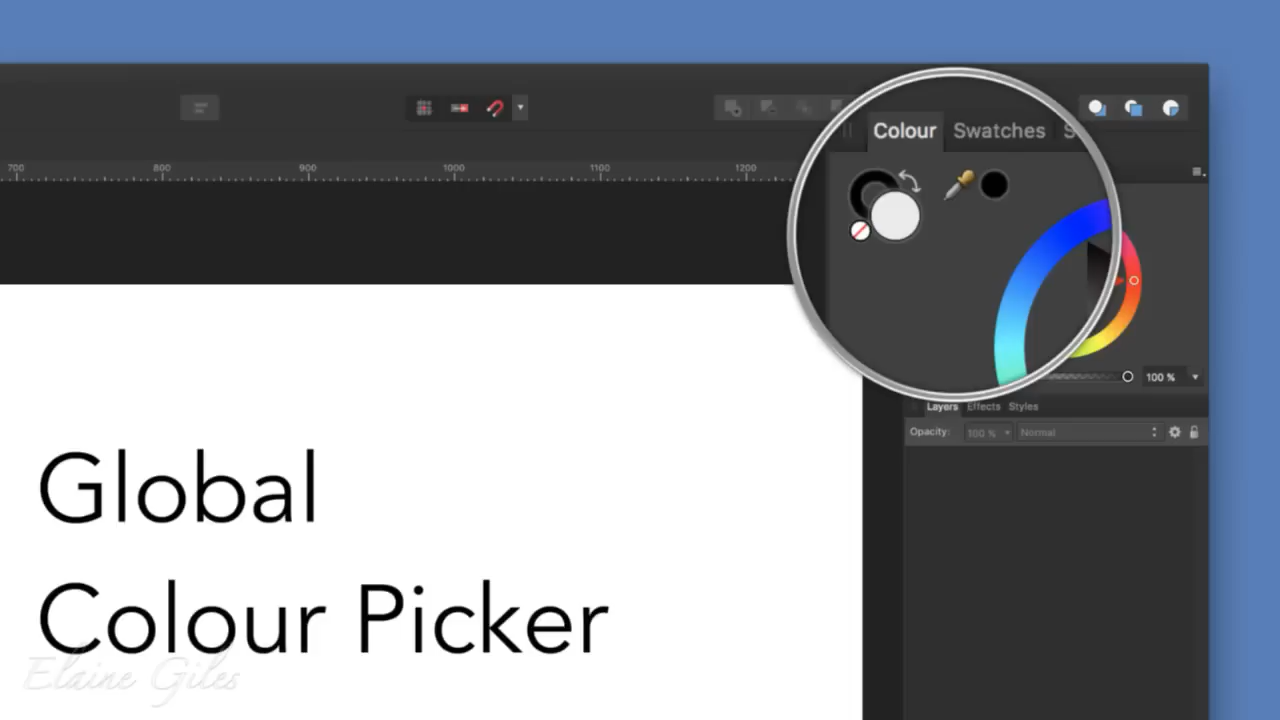 Colour Swatches S
700 800 900 1000 1100 1200
100 %
Layers Effects Styles
Opacity: 100 % Normal
Global
Colour Picker
Elaine Giles